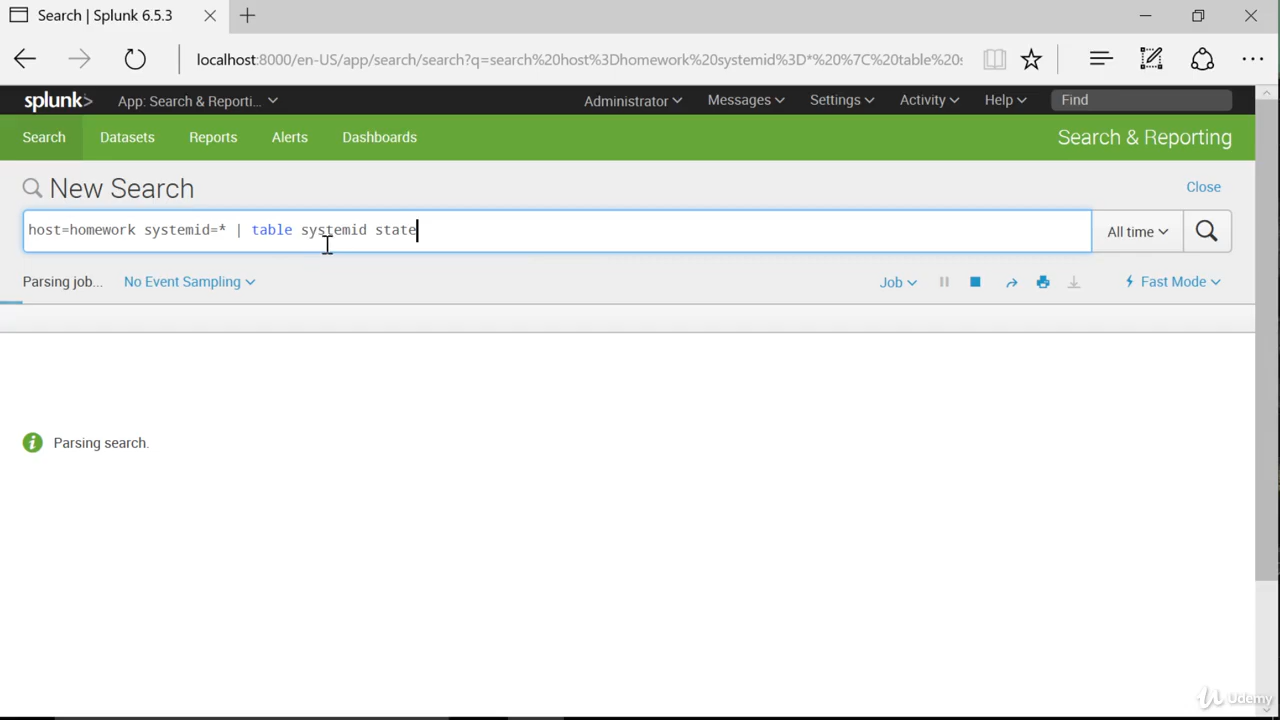 Search | Splunk 6.5.3
localhost:8000/en-US/app/search/search?q=search%20host%3Dhomework%20systemid%3D*%20%7C%20table%20s
splunk> App: Search & Reporti... Administrator Messages Settings Activity Help Find
Search Datasets Reports Alerts Dashboards Search & Reporting
New Search Close
host=homework systemid=* | table systemid state All time
Parsing job... No Event Sampling Job Fast Mode
i Parsing search.
Udemy